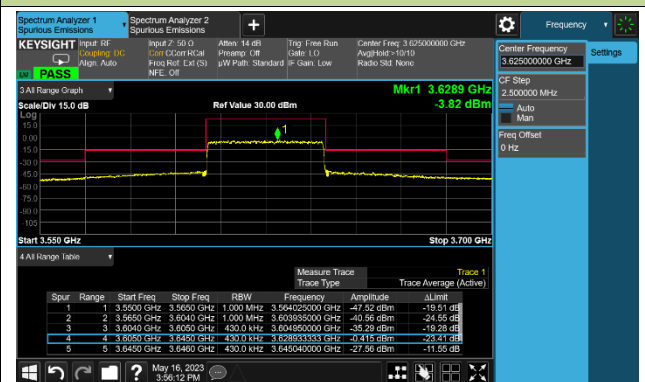 Spectrum Analyzer 1
Spurious Emissions
Spectrum Analyzer 2
Spurious Emissions
Frequency
KEYSIGHT
Input: RF
Coupling: DC
Align: Auto
Input Z: 50 Ω
Corr CCorr RCal
Freq Ref: Ext (S)
NFE: Off
Atten: 14 dB
Preamp: Off
µW Path: Standard
Trig: Free Run
Gate: LO
IF Gain: Low
Center Freq: 3.625000000 GHz
Avg|Hold:>10/10
Radio Std: None
PASS
Center Frequency
3.625000000 GHz
Settings
CF Step
2.500000 MHz
Auto
Man
Freq Offset
0 Hz
3 All Range Graph
Mkr1 3.6289 GHz
Scale/Div 15.0 dB
Ref Value 30.00 dBm
-3.82 dBm
Log
15.0
0.00
-15.0
-30.0
-45.0
-60.0
-75.0
-90.0
-105
1
Start 3.550 GHz
Stop 3.700 GHz
4 All Range Table
Measure Trace Trace 1
Trace Type Trace Average (Active)
Spur Range Start Freq Stop Freq RBW Frequency Amplitude ΔLimit
1 1 3.5500 GHz 3.5650 GHz 1.000 MHz 3.564025000 GHz -47.52 dBm -19.51 dB
2 2 3.5650 GHz 3.6040 GHz 1.000 MHz 3.603935000 GHz -40.56 dBm -24.55 dB
3 3 3.6040 GHz 3.6050 GHz 430.0 kHz 3.604950000 GHz -35.29 dBm -19.28 dB
4 4 3.6050 GHz 3.6450 GHz 430.0 kHz 3.628933333 GHz -0.415 dBm -23.41 dB
5 5 3.6450 GHz 3.6460 GHz 430.0 kHz 3.645040000 GHz -27.56 dBm -11.55 dB
May 16, 2023
3:56:12 PM